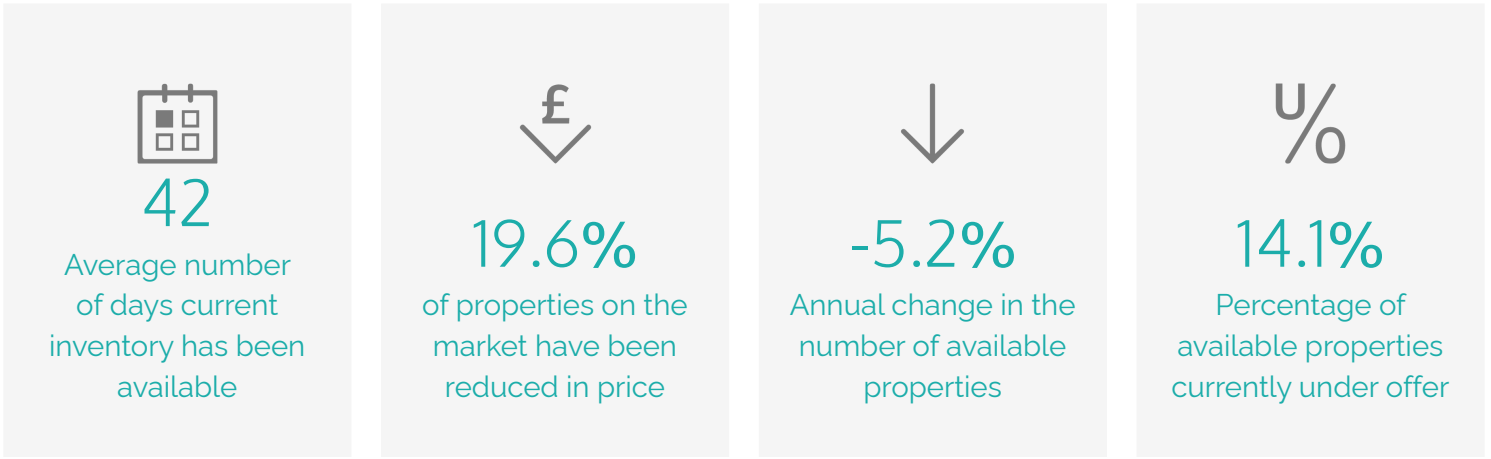 42
Average number
of days current
inventory has been
available
£
19.6%
of properties on the
market have been
reduced in price
-5.2%
Annual change in the
number of available
properties
U/O
14.1%
Percentage of
available properties
currently under offer